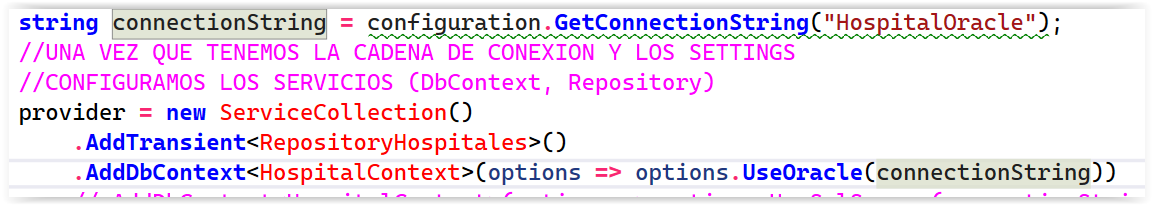 string connectionString = configuration.GetConnectionString("HospitalOracle");
//UNA VEZ QUE TENEMOS LA CADENA DE CONEXION Y LOS SETTINGS
//CONFIGURAMOS LOS SERVICIOS (DbContext, Repository)
provider = new ServiceCollection()
.AddTransient<RepositoryHospitales>()
.AddDbContext<HospitalContext>(options => options.UseOracle(connectionString))